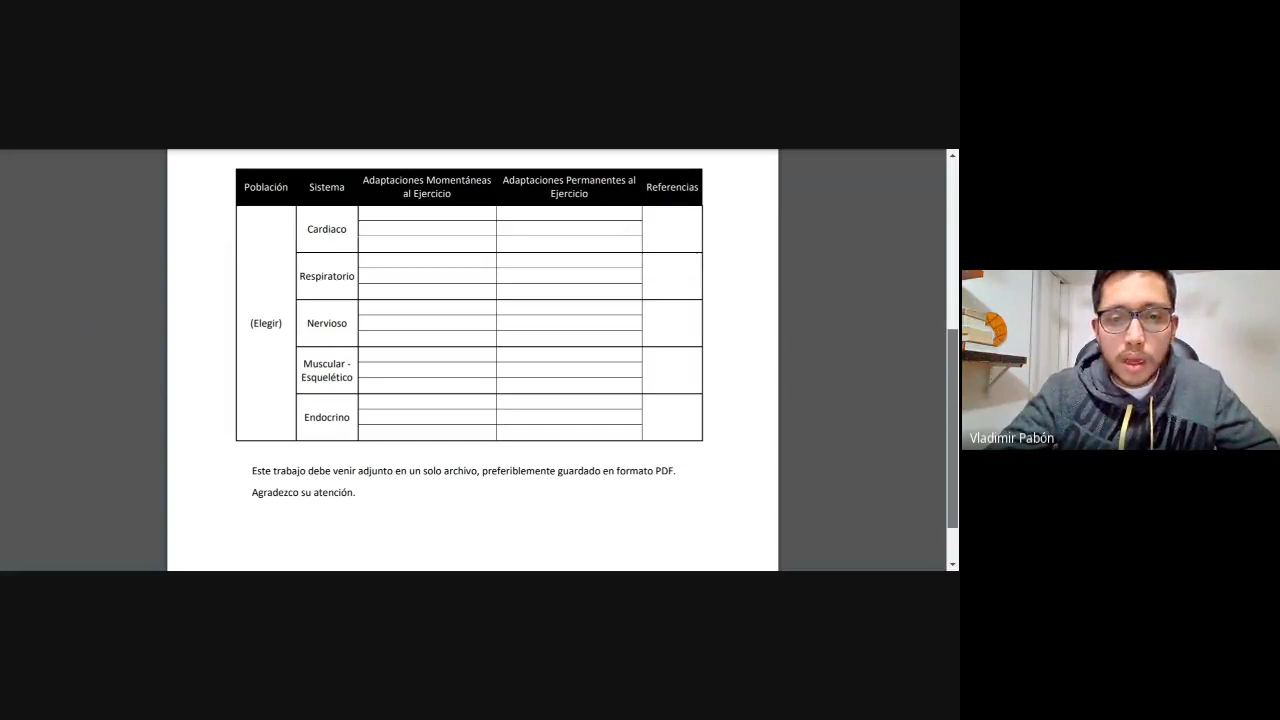 Población
Sistema
Adaptaciones Momentáneas
al Ejercicio
Adaptaciones Permanentes al
Ejercicio
Referencias
(Elegir)
Cardiaco
Respiratorio
Nervioso
Muscular -
Esquelético
Endocrino
Este trabajo debe venir adjunto en un solo archivo, preferiblemente guardado en formato PDF.
Agradezco su atención.
Vladimir Pabón